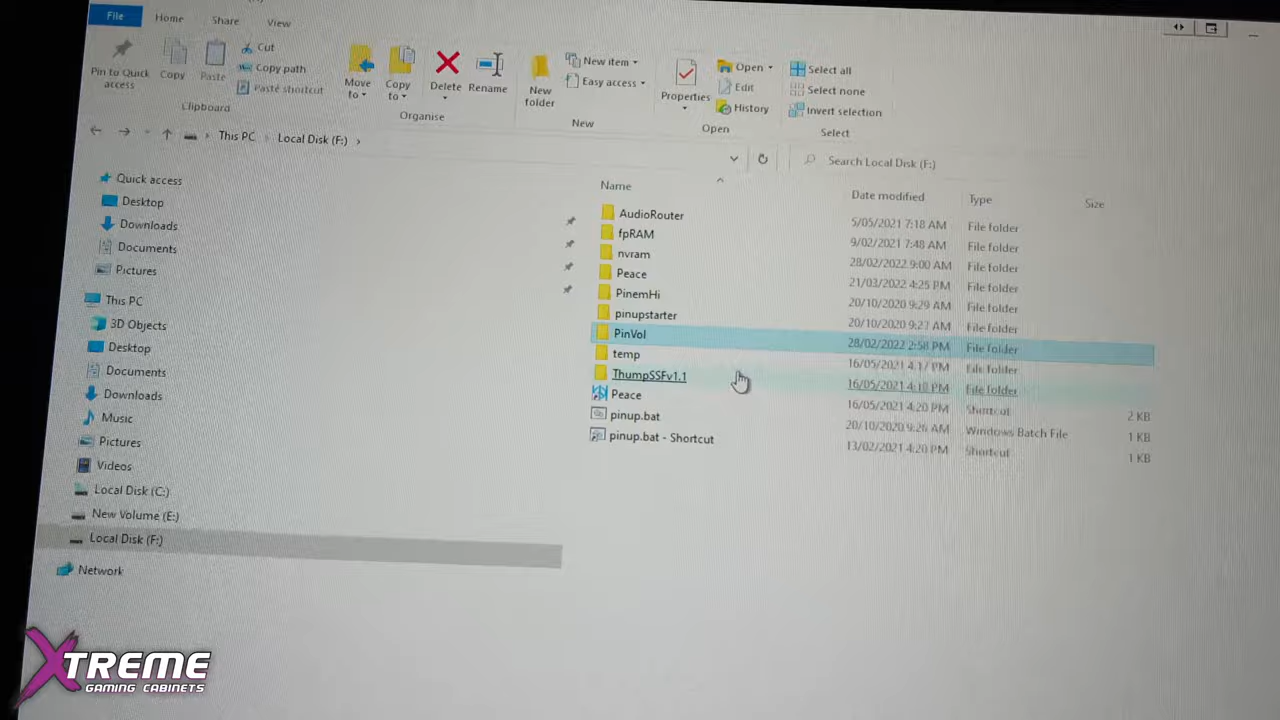 File Home Share View
Pin to Quick access
Copy
Paste
Cut
Copy path
Paste shortcut
Clipboard
Move to
Copy to
Delete
Rename
Organise
New folder
New item
Easy access
New
Properties
Open
Edit
History
Open
Select all
Select none
Invert selection
Select
This PC > Local Disk (F:) >
Search Local Disk (F:)
Quick access
Desktop
Downloads
Documents
Pictures
This PC
3D Objects
Desktop
Documents
Downloads
Music
Pictures
Videos
Local Disk (C:)
New Volume (E:)
Local Disk (F:)
Network
Name Date modified Type Size
AudioRouter 5/05/2021 7:18 AM File folder
fpRAM 9/02/2021 7:48 AM File folder
nvram 28/02/2022 9:00 AM File folder
Peace 21/03/2022 4:25 PM File folder
PinemHi 20/10/2020 9:29 AM File folder
pinupstarter 20/10/2020 9:27 AM File folder
PinVol 28/02/2022 2:58 PM File folder
temp 16/05/2021 4:17 PM File folder
ThumpSSFv1.1 16/05/2021 4:10 PM File folder
Peace 16/05/2021 4:20 PM Shortcut 2 KB
pinup.bat 20/10/2020 9:26 AM Windows Batch File 1 KB
pinup.bat - Shortcut 13/02/2021 4:20 PM Shortcut 1 KB
XTREME
GAMING CABINETS